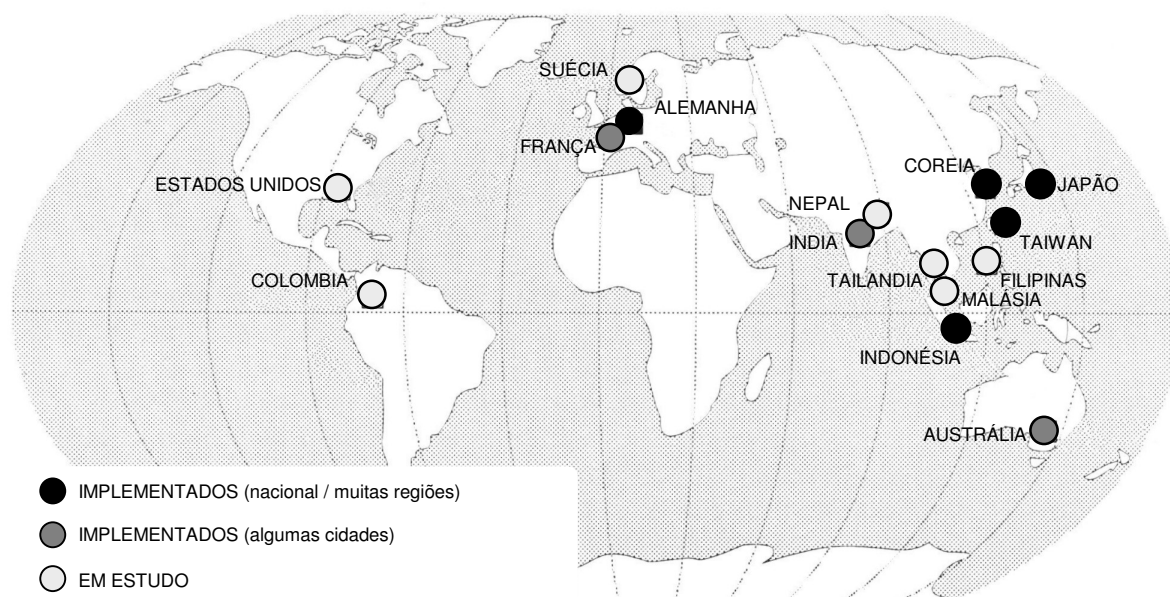 SUÉCIA
ALEMANHA
FRANÇA
COREIA
ESTADOS UNIDOS
JAPÃO
NEPAL
INDIA
TAIWAN
COLOMBIA
TAILANDIA
FILIPINAS
MALÁSIA
INDONÉSIA
AUSTRÁLIA
IMPLEMENTADOS (nacional / muitas regiões)
IMPLEMENTADOS (algumas cidades)
EM ESTUDO